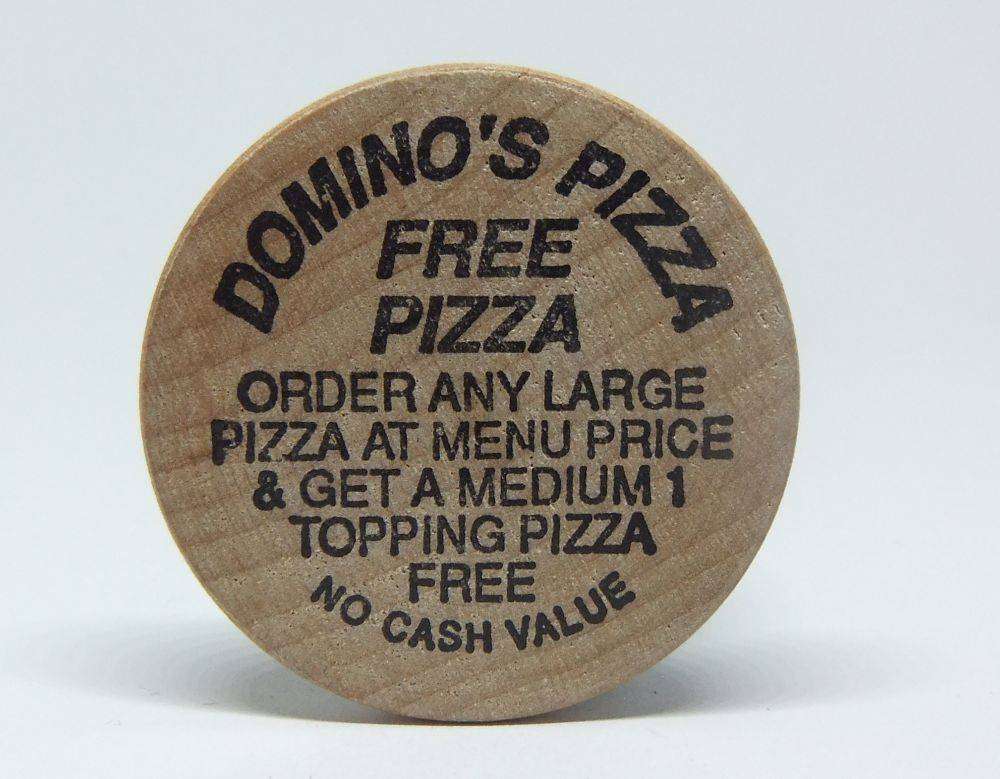 DOMINO'S PIZZA
FREE
PIZZA
ORDER ANY LARGE
PIZZA AT MENU PRICE
& GET A MEDIUM 1
TOPPING PIZZA
FREE
NO CASH VALUE